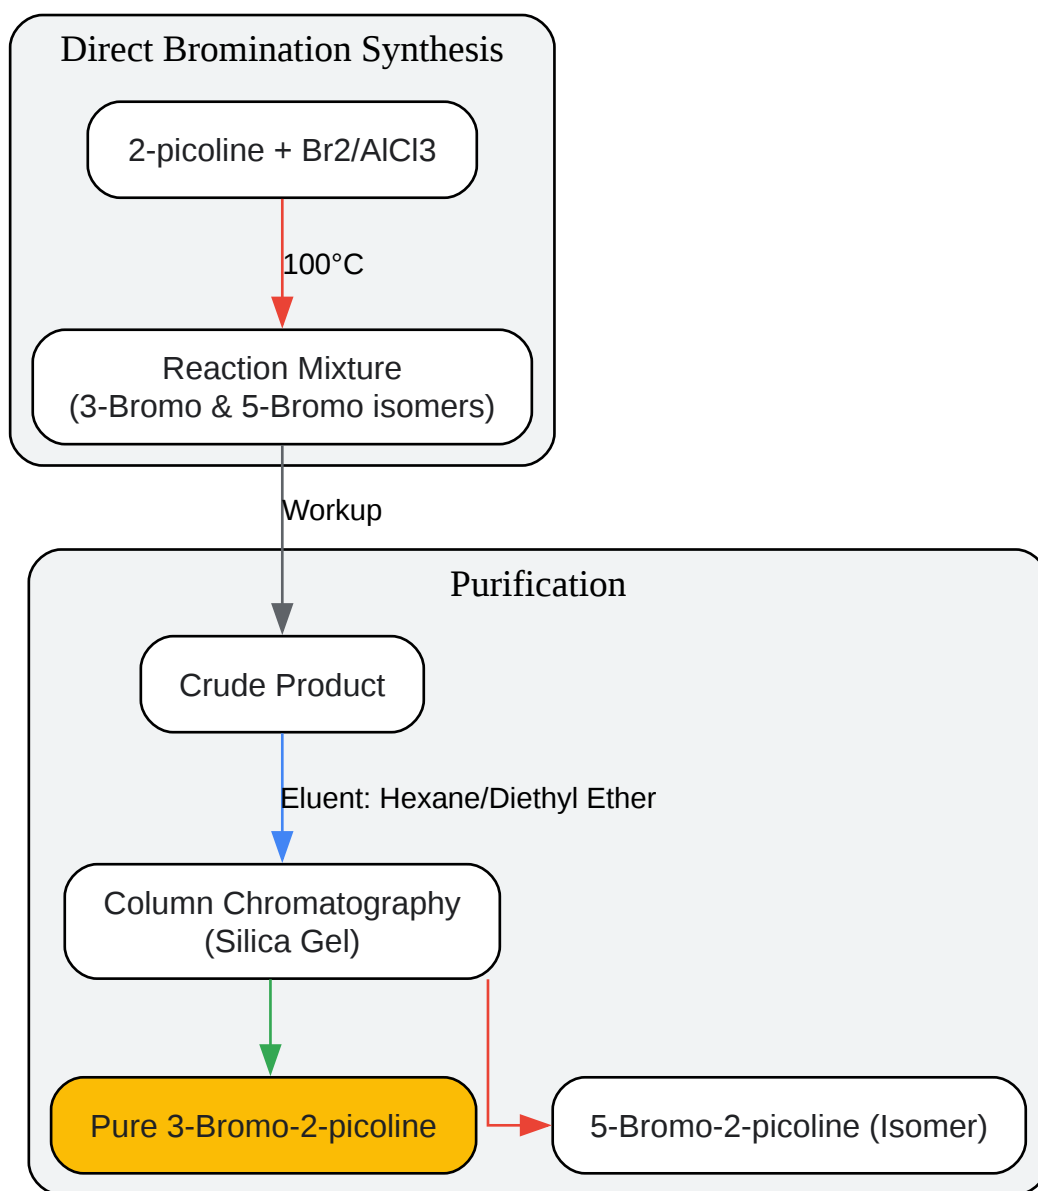 Direct Bromination Synthesis
2-picoline + Br2/AlCl3
100°C
Reaction Mixture
(3-Bromo & 5-Bromo isomers)
Workup
Purification
Crude Product
Eluent: Hexane/Diethyl Ether
Column Chromatography
(Silica Gel)
Pure 3-Bromo-2-picoline
5-Bromo-2-picoline (Isomer)